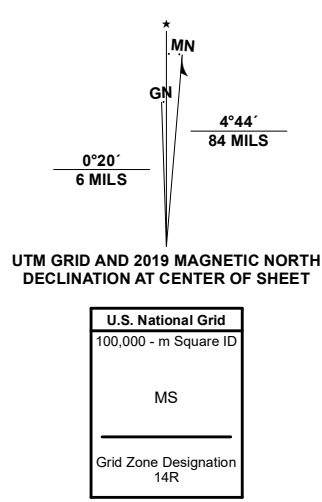 ★
MN
GN
4°44´
84 MILS
0°20´
6 MILS
UTM GRID AND 2019 MAGNETIC NORTH
DECLINATION AT CENTER OF SHEET
U.S. National Grid
100,000 - m Square ID
MS
Grid Zone Designation
14R